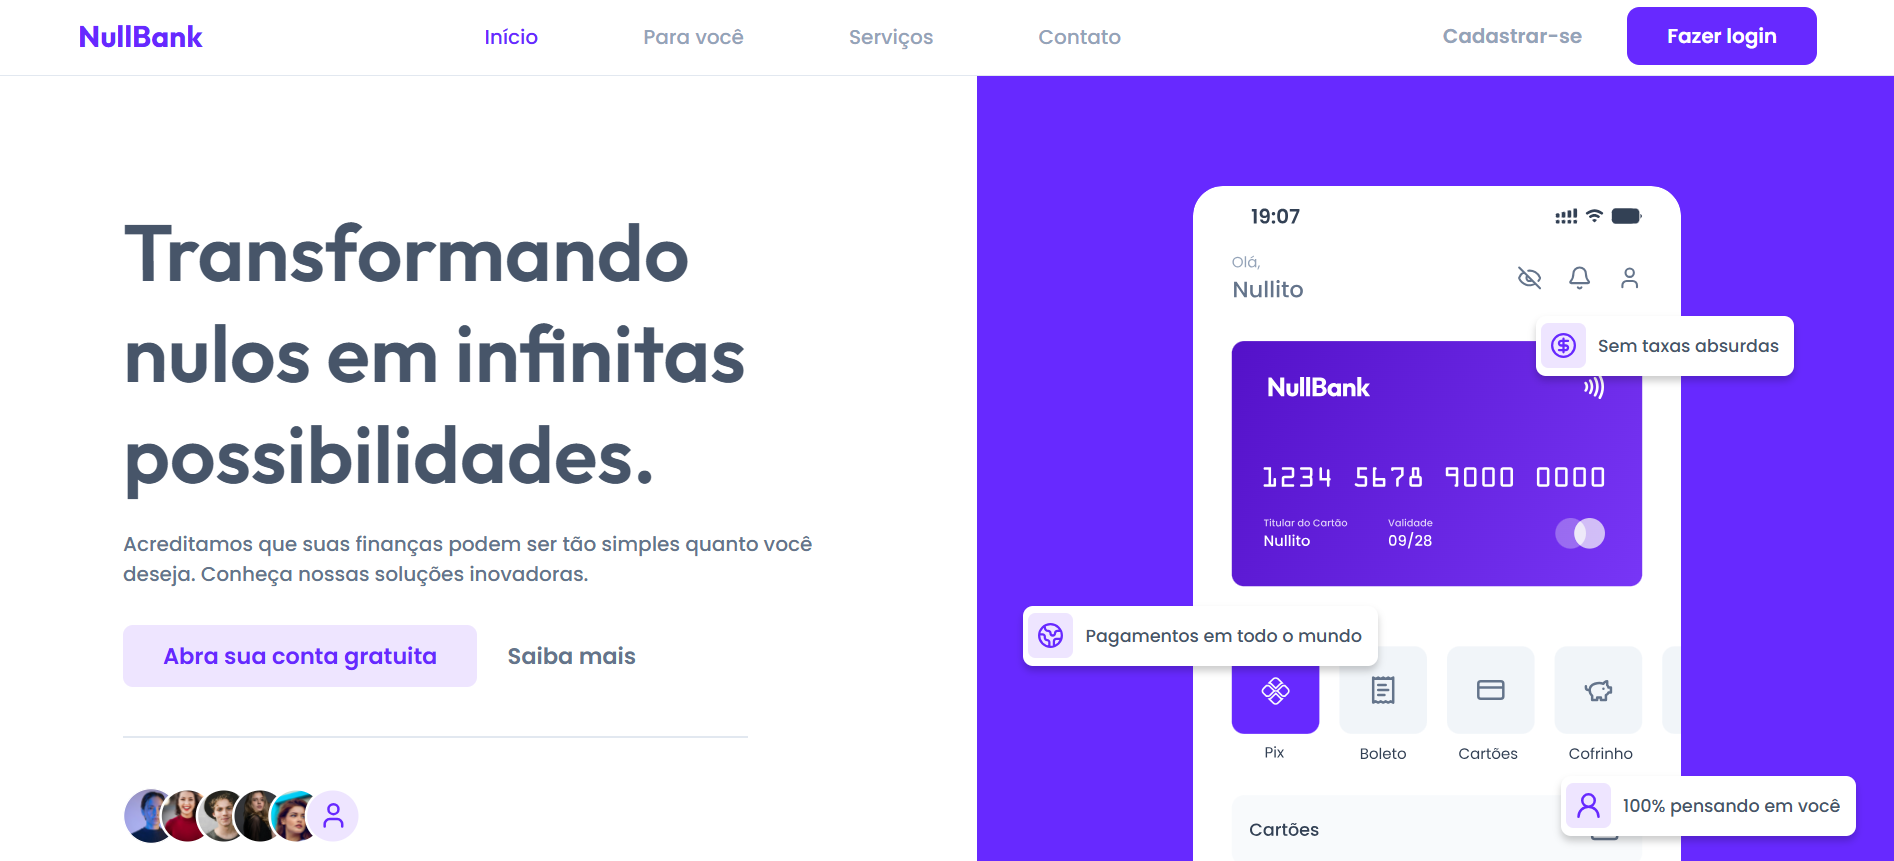 NullBank
Início
Para você
Serviços
Contato
Cadastrar-se
Fazer login
Transformando
nulos em infinitas
possibilidades.
Acreditamos que suas finanças podem ser tão simples quanto você
deseja. Conheça nossas soluções inovadoras.
Abra sua conta gratuita
Saiba mais
19:07
Olá,
Nullito
Sem taxas absurdas
NullBank
1234 5678 9000 0000
Titular do Cartão
Validade
Nullito
09/28
Pagamentos em todo o mundo
Pix
Boleto
Cartões
Cofrinho
100% pensando em você
Cartões